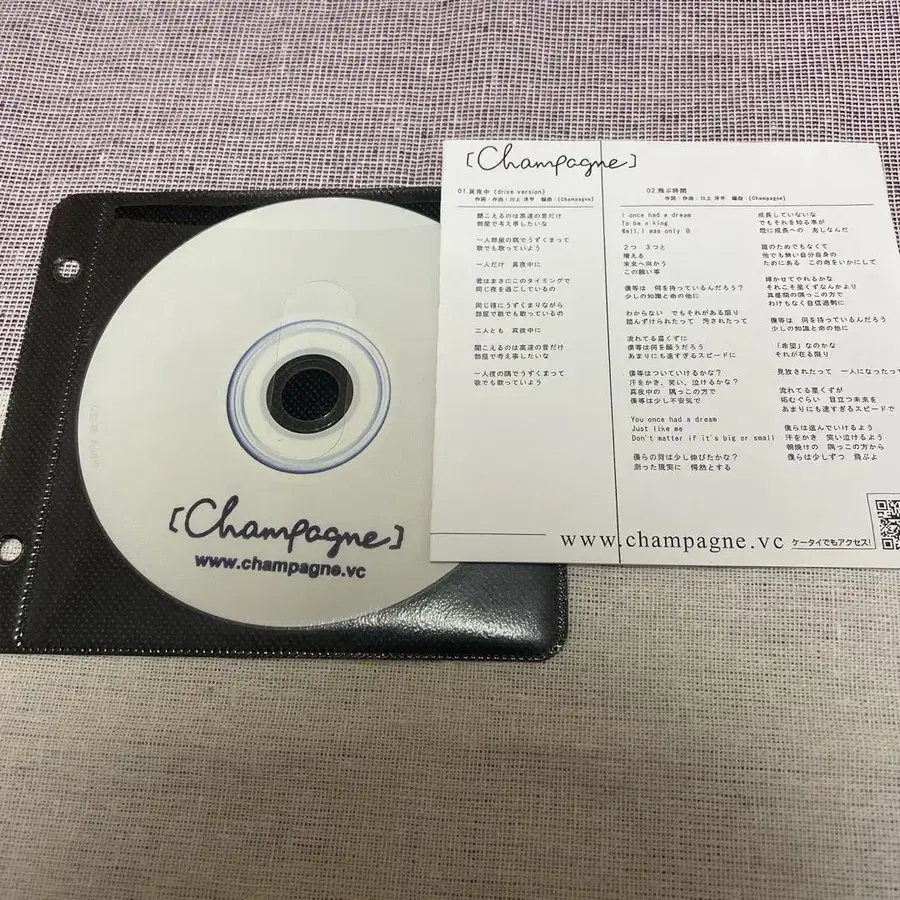 [Champagne]
www.champagne.vc
[Champagne]
01.真夜中 (drive version)
作詞・作曲:川上 洋平 編曲:[Champagne]
聞こえるのは高速の音だけ
部屋で考え事したいな
一人部屋の隅でうずくまって
歌でも歌っていよう
一人だけ 真夜中に
君はまさにこのタイミングで
同じ夜を過ごしているの
同じ様にうずくまりながら
部屋で歌でも歌っているの
二人とも 真夜中に
聞こえるのは高速の音だけ
部屋で考え事したいな
一人夜の隅でうずくまって
歌でも歌っていよう
02.飛ぶ時間
作詞・作曲:川上 洋平 編曲:[Champagne]
I once had a dream
To be a king
Well,I was only 8
2つ 3つと
増える
未来へ向かう
この願い事
僕等は 何を持っているんだろう?
少しの知識と命の他に
わからない でもそれがある限り
踏んずけられたって 汚されたって
流れてる星くずに
僕等は何を願うだろう
あまりにも速すぎるスピードに
僕等はついていけるかな?
汗をかき、笑い、泣けるかな?
真夜中の 隅っこの方で
僕等は少し不安気で
You once had a dream
Just like me
Don't matter if it's big or small
僕らの背は少し伸びたかな?
測った現実に 愕然とする
成長していないな
でもそれを知る事が
既に成長への 兆しなんだ
誰のためでもなくて
他でも無い自分自身の
ためにある この命をいかにして
輝かせてやれるかな
それこそ星くずなんかより
真夜中の隅っこの方で
わけもなく自信過剰に
僕等は 何を持っているんだろう
少しの知識と命の他に
「希望」なのかな
それが在る限り
見放されたって 一人になったって
流れてる星くずが
拓むぐらい 目立つ未来を
あまりにも速すぎるスピードで
僕らは進んでいけるよう
汗をかき 笑い泣けるよう
朝焼けの 隅っこの方から
僕らは少しずつ 飛ぶよ
www.champagne.vc ケータイでもアクセス!